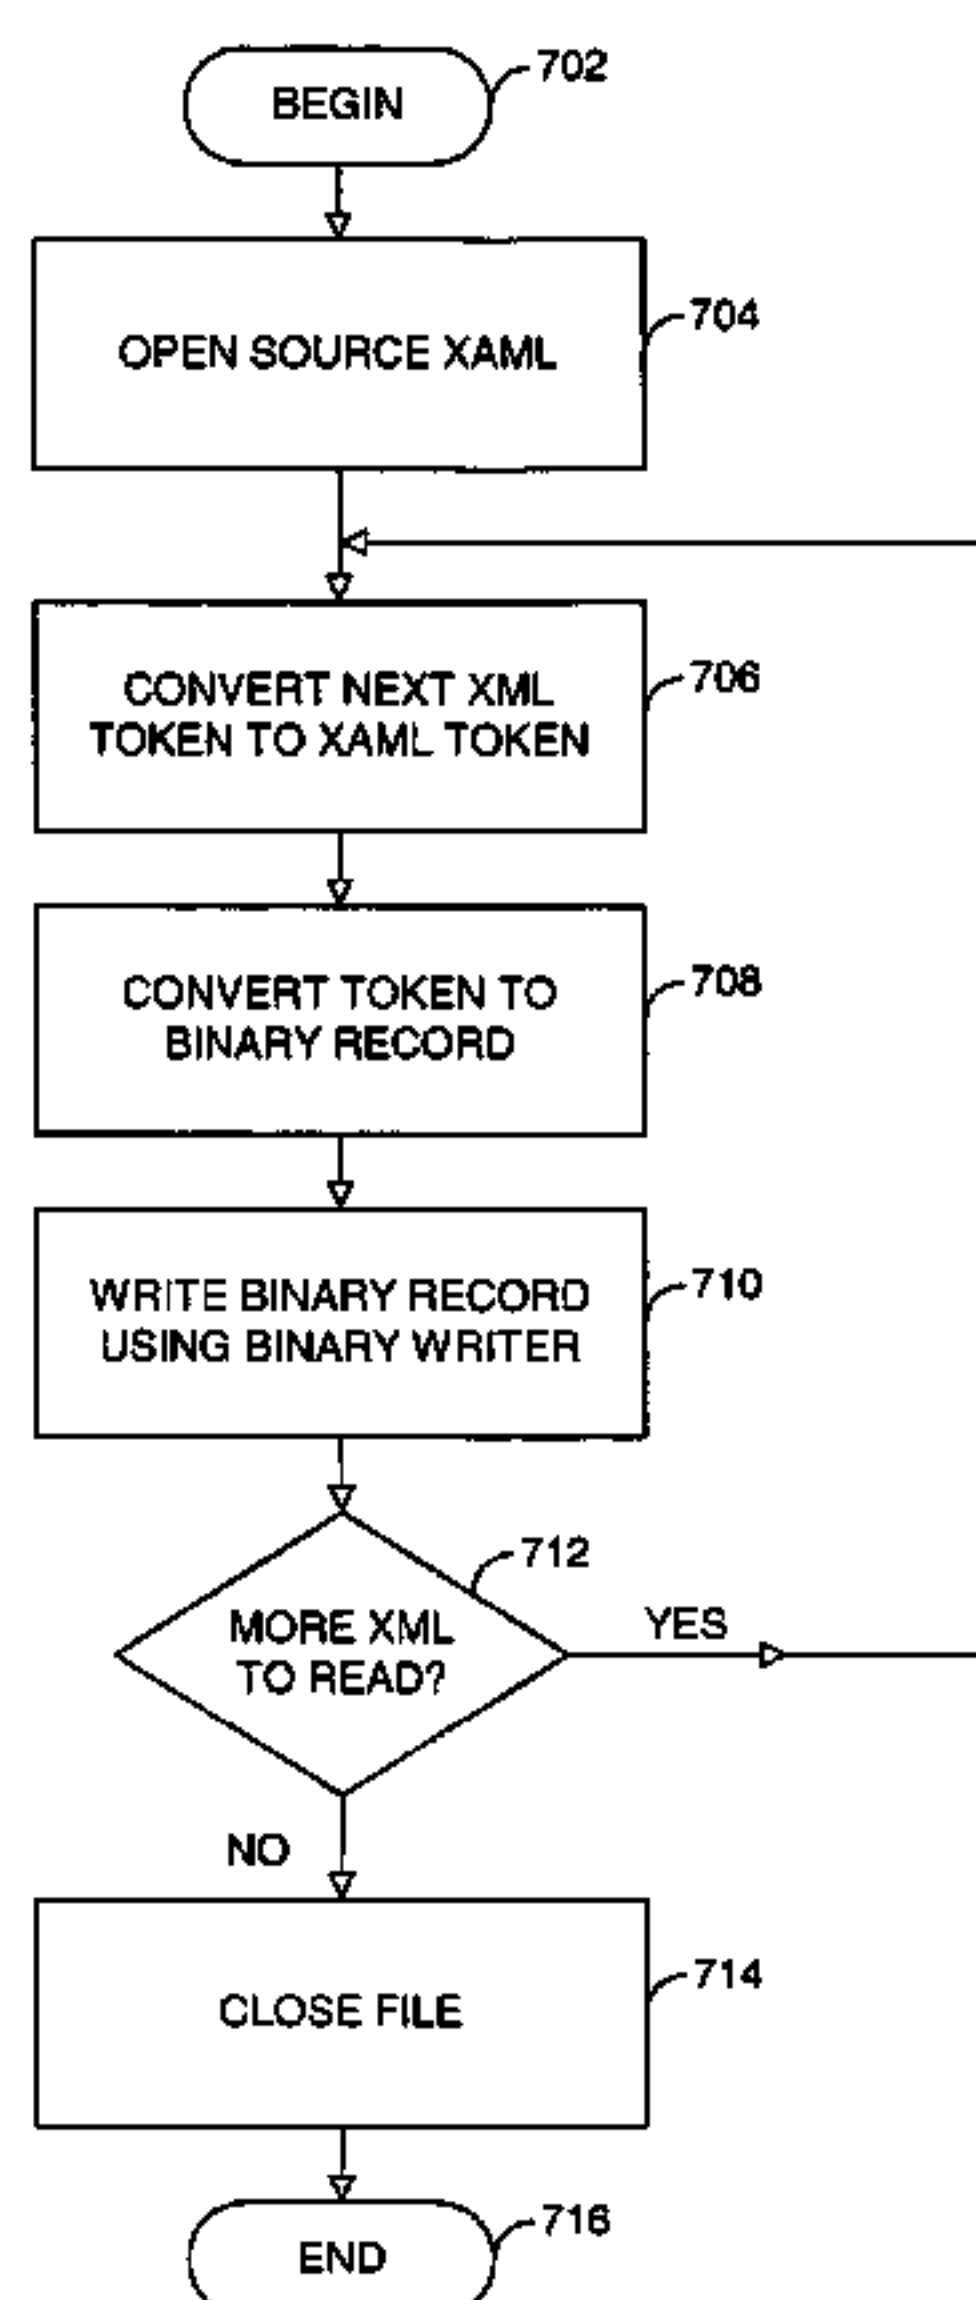 BEGIN
702
OPEN SOURCE XAML
704
CONVERT NEXT XML
TOKEN TO XAML TOKEN
706
CONVERT TOKEN TO
BINARY RECORD
708
WRITE BINARY RECORD
USING BINARY WRITER
710
712
MORE XML
TO READ?
YES
NO
CLOSE FILE
714
END
716